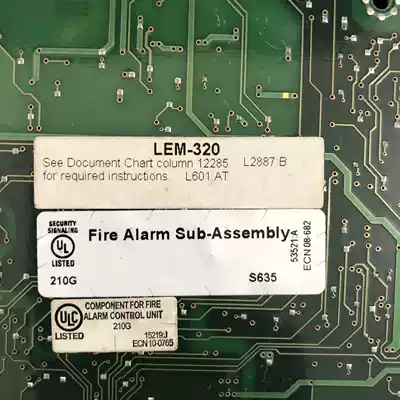 LEM-320
See Document Chart column 12285 L2887:B
for required instructions. L601:AT
SECURITY
SIGNALING
UL
LISTED
210G
Fire Alarm Sub-Assembly
S635
53521:A
ECN 08-682
ULC
LISTED
COMPONENT FOR FIRE
ALARM CONTROL UNIT
210G
15219:J
ECN 10-0765